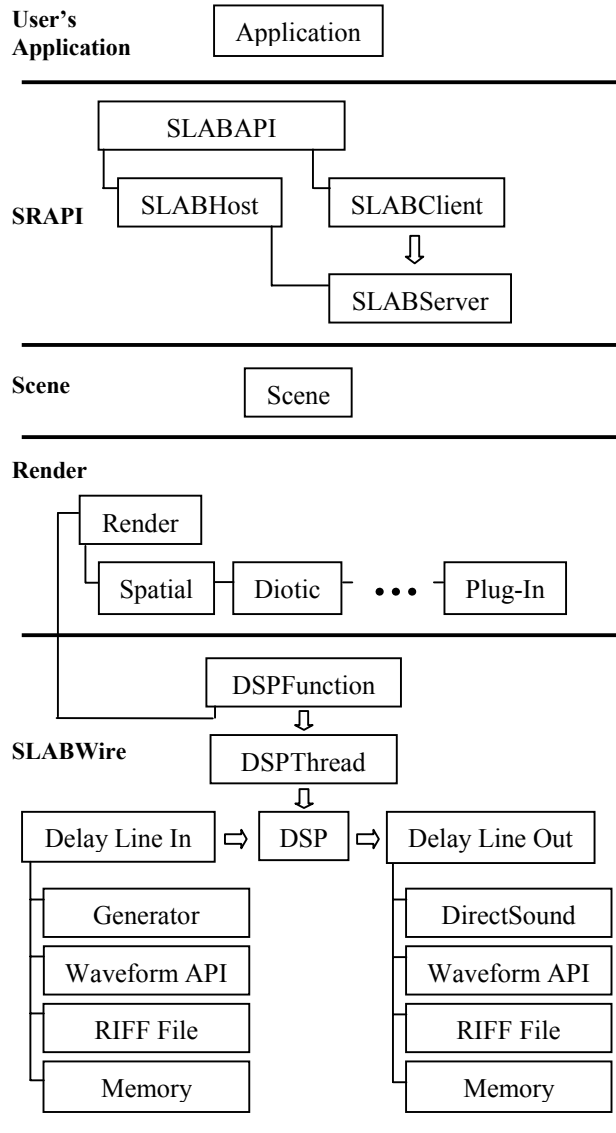 User's
Application
Application
SLABAPI
SRAPI
SLABHost
SLABClient
SLABServer
Scene
Scene
Render
Render
Spatial
Diotic
• • •
Plug-In
DSPFunction
SLABWire
DSPThread
Delay Line In
DSP
Delay Line Out
Generator
DirectSound
Waveform API
Waveform API
RIFF File
RIFF File
Memory
Memory